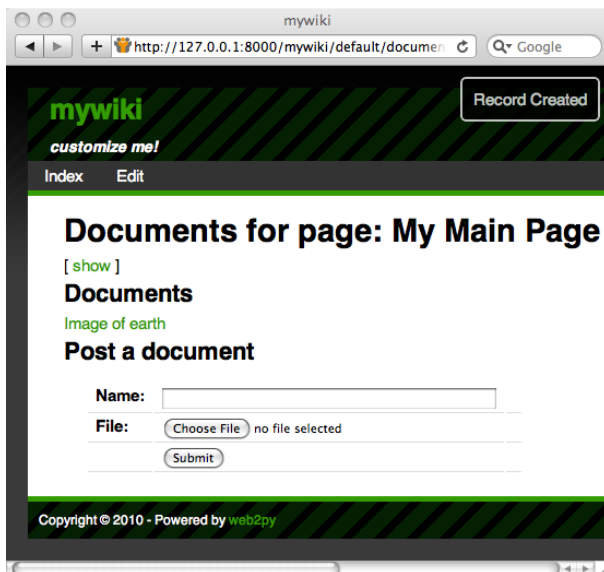 mywiki
http://127.0.0.1:8000/mywiki/default/documen
Google
Record Created
mywiki
customize me!
Index Edit
Documents for page: My Main Page
[ show ]
Documents
Image of earth
Post a document
Name:
File: Choose File no file selected
Submit
Copyright © 2010 - Powered by web2py